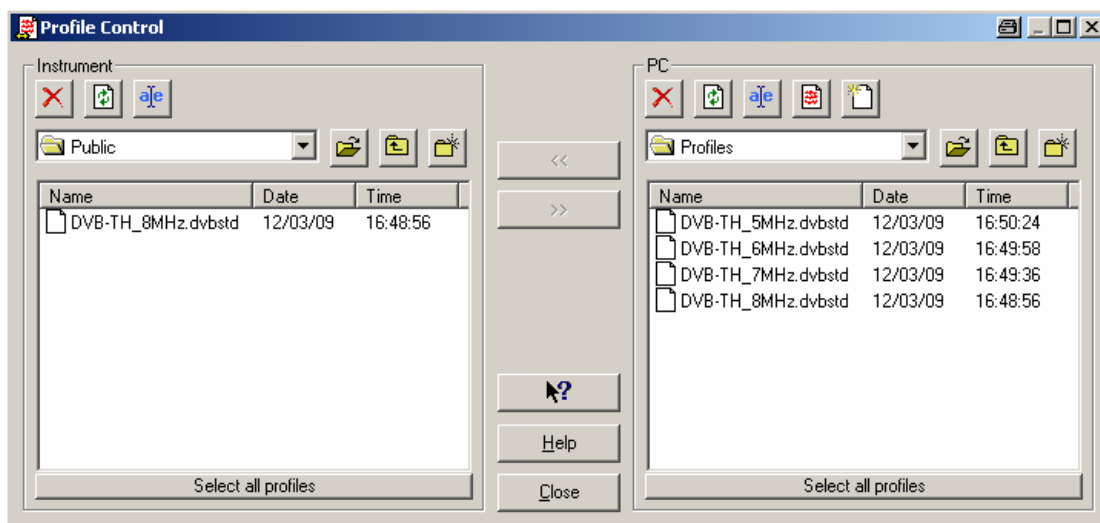 Profile Control
Instrument
a]e
Public
Name Date Time
DVB-TH_8MHz.dvbstd 12/03/09 16:48:56
Select all profiles
<<
>>
?
Help
Close
PC
a]e
Profiles
Name Date Time
DVB-TH_5MHz.dvbstd 12/03/09 16:50:24
DVB-TH_6MHz.dvbstd 12/03/09 16:49:58
DVB-TH_7MHz.dvbstd 12/03/09 16:49:36
DVB-TH_8MHz.dvbstd 12/03/09 16:48:56
Select all profiles